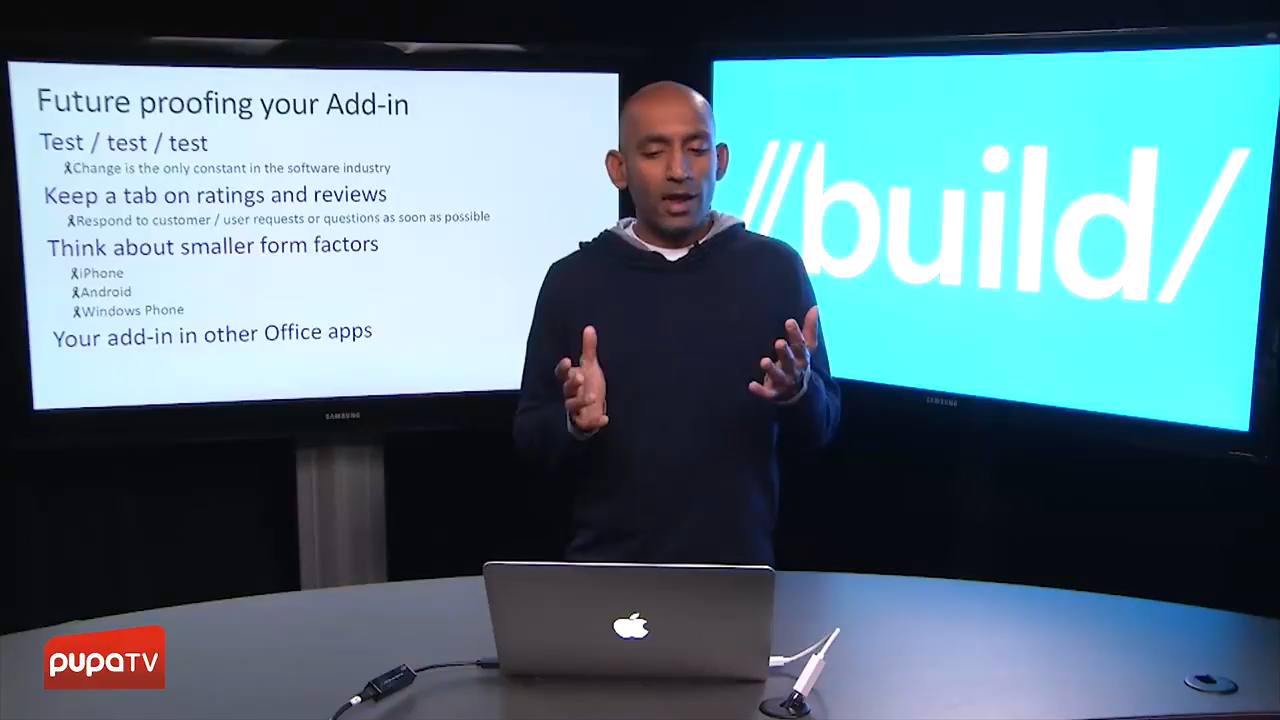 Future proofing your Add-in
Test / test / test
Change is the only constant in the software industry
Keep a tab on ratings and reviews
Respond to customer / user requests or questions as soon as possible
Think about smaller form factors
iPhone
Android
Windows Phone
Your add-in in other Office apps
SAMSUNG
//build/
SAMSUNG
pupaTV